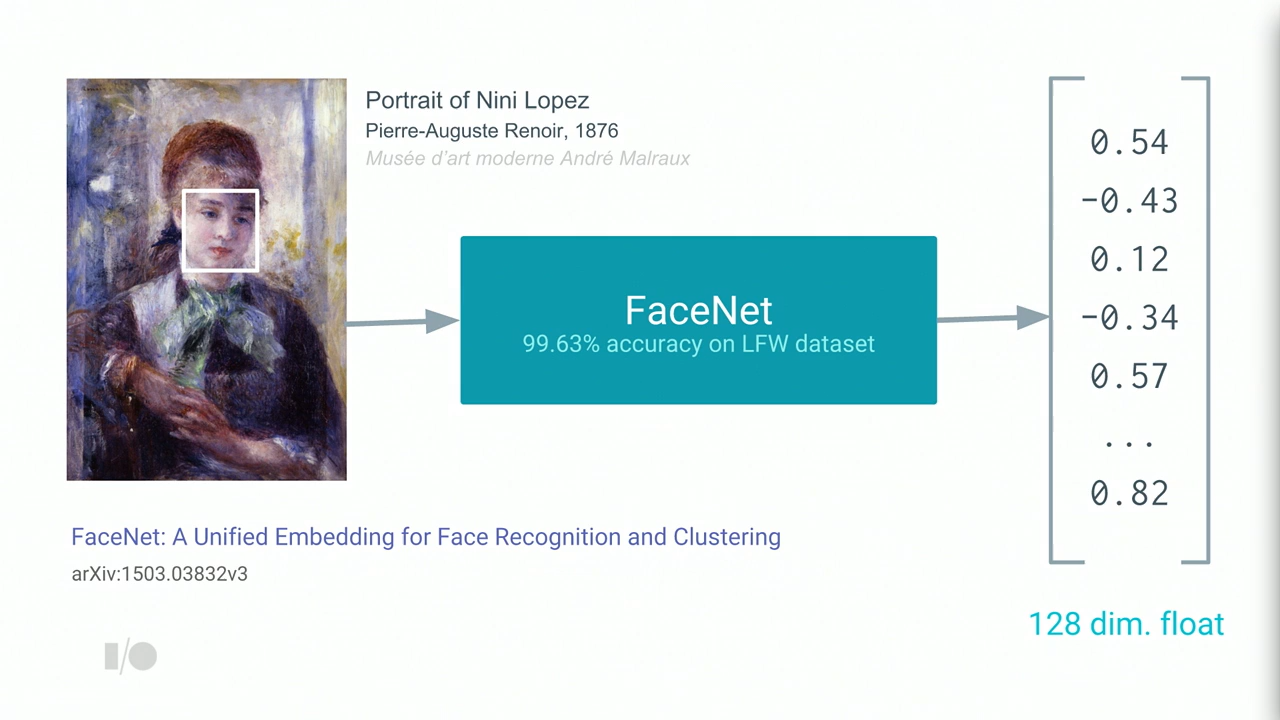 Portrait of Nini Lopez
Pierre-Auguste Renoir, 1876
Musée d'art moderne André Malraux
FaceNet
99.63% accuracy on LFW dataset
0.54
-0.43
0.12
-0.34
0.57
...
0.82
128 dim. float
FaceNet: A Unified Embedding for Face Recognition and Clustering
arXiv:1503.03832v3
I/O